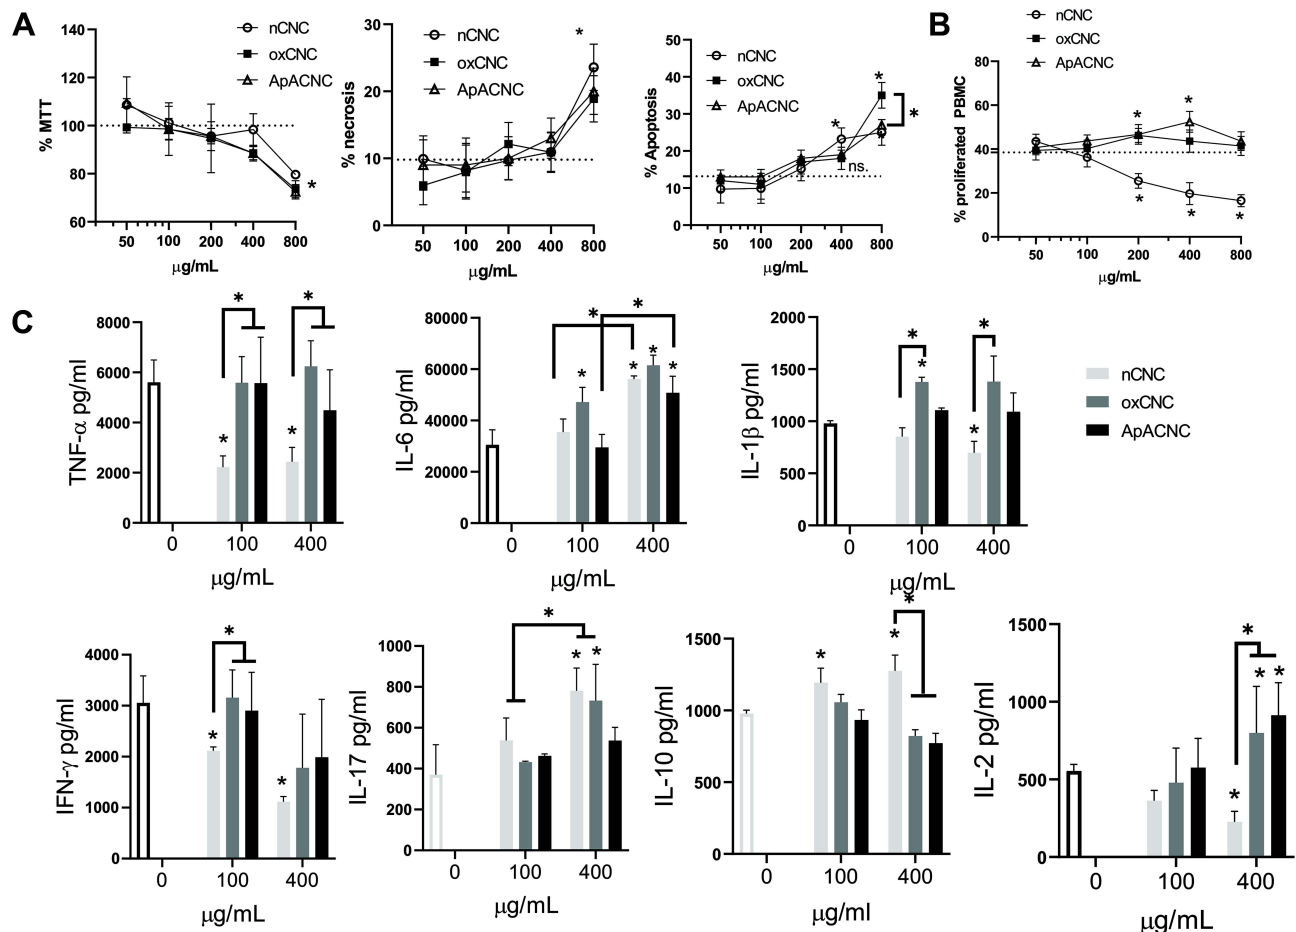 A
nCNC
oxCNC
ApACNC
140
120
100
80
60
% MTT
50 100 200 400 800
μg/mL
*
nCNC
oxCNC
ApACNC
30
20
10
0
% necrosis
50 100 200 400 800
μg/mL
*
nCNC
oxCNC
ApACNC
50
40
30
20
10
0
% Apoptosis
50 100 200 400 800
μg/mL
* * *
ns.
B
nCNC
oxCNC
ApACNC
80
60
40
20
0
% proliferated PBMC
50 100 200 400 800
μg/mL
* *
* * *
C
8000
6000
4000
2000
0
TNF-α pg/ml
0 100 400
μg/mL
* *
* *
80000
60000
40000
20000
0
IL-6 pg/ml
0 100 400
μg/mL
* *
* * * *
2000
1500
1000
500
0
IL-1β pg/ml
0 100 400
μg/mL
* *
* *
nCNC
oxCNC
ApACNC
4000
3000
2000
1000
0
IFN-γ pg/ml
0 100 400
μg/mL
*
* *
1000
800
600
400
200
0
IL-17 pg/ml
0 100 400
μg/mL
*
* *
1500
1000
500
0
IL-10 pg/ml
0 100 400
μg/ml
*
* *
1500
1000
500
0
IL-2 pg/ml
0 100 400
μg/mL
*
* * *